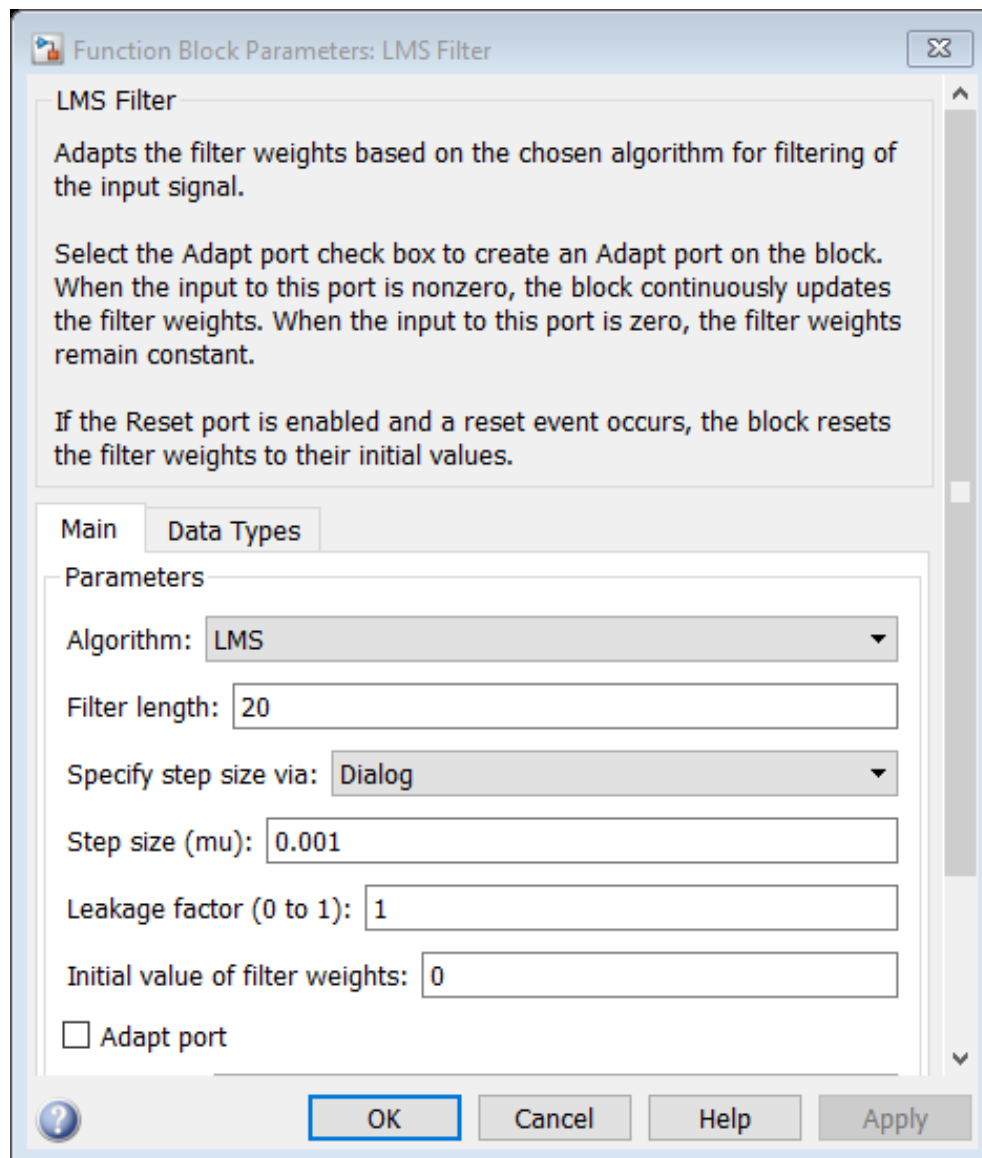 Function Block Parameters: LMS Filter
LMS Filter
Adapts the filter weights based on the chosen algorithm for filtering of
the input signal.
Select the Adapt port check box to create an Adapt port on the block.
When the input to this port is nonzero, the block continuously updates
the filter weights. When the input to this port is zero, the filter weights
remain constant.
If the Reset port is enabled and a reset event occurs, the block resets
the filter weights to their initial values.
Main Data Types
Parameters
Algorithm: LMS
Filter length: 20
Specify step size via: Dialog
Step size (mu): 0.001
Leakage factor (0 to 1): 1
Initial value of filter weights: 0
Adapt port
? OK Cancel Help Apply